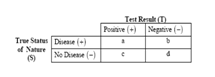 Test Result (T)
Positive (+) Negative (−)
True Status Disease (+) a b
of Nature
(S) No Disease (−) c d